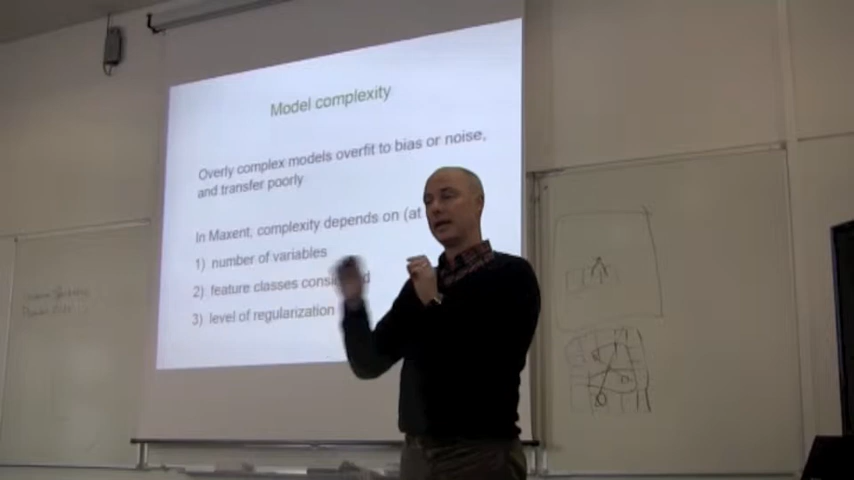 Model complexity
Overly complex models overfit to bias or noise,
and transfer poorly
In Maxent, complexity depends on (at
1) number of variables
2) feature classes
3) level of regularization